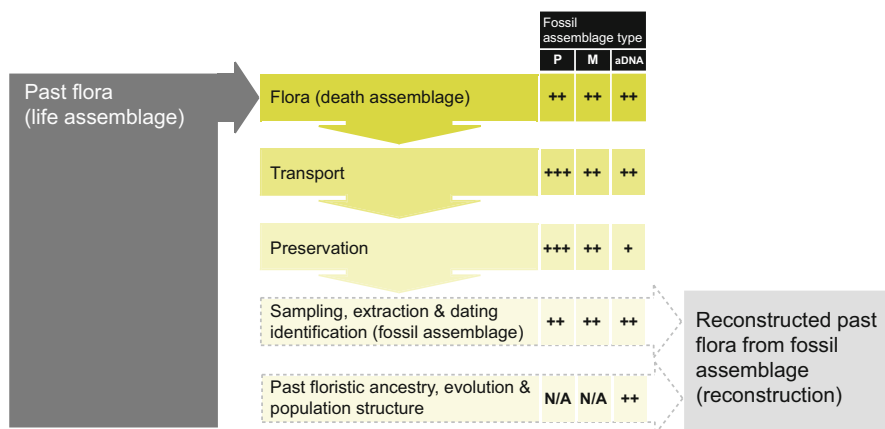 Fossil
assemblage type
P M aDNA
Past flora
(life assemblage)
Flora (death assemblage) ++ ++ ++
Transport +++ ++ ++
Preservation +++ ++ +
Sampling, extraction & dating
identification (fossil assemblage) ++ ++ ++
Past floristic ancestry, evolution &
population structure N/A N/A ++
Reconstructed past
flora from fossil
assemblage
(reconstruction)